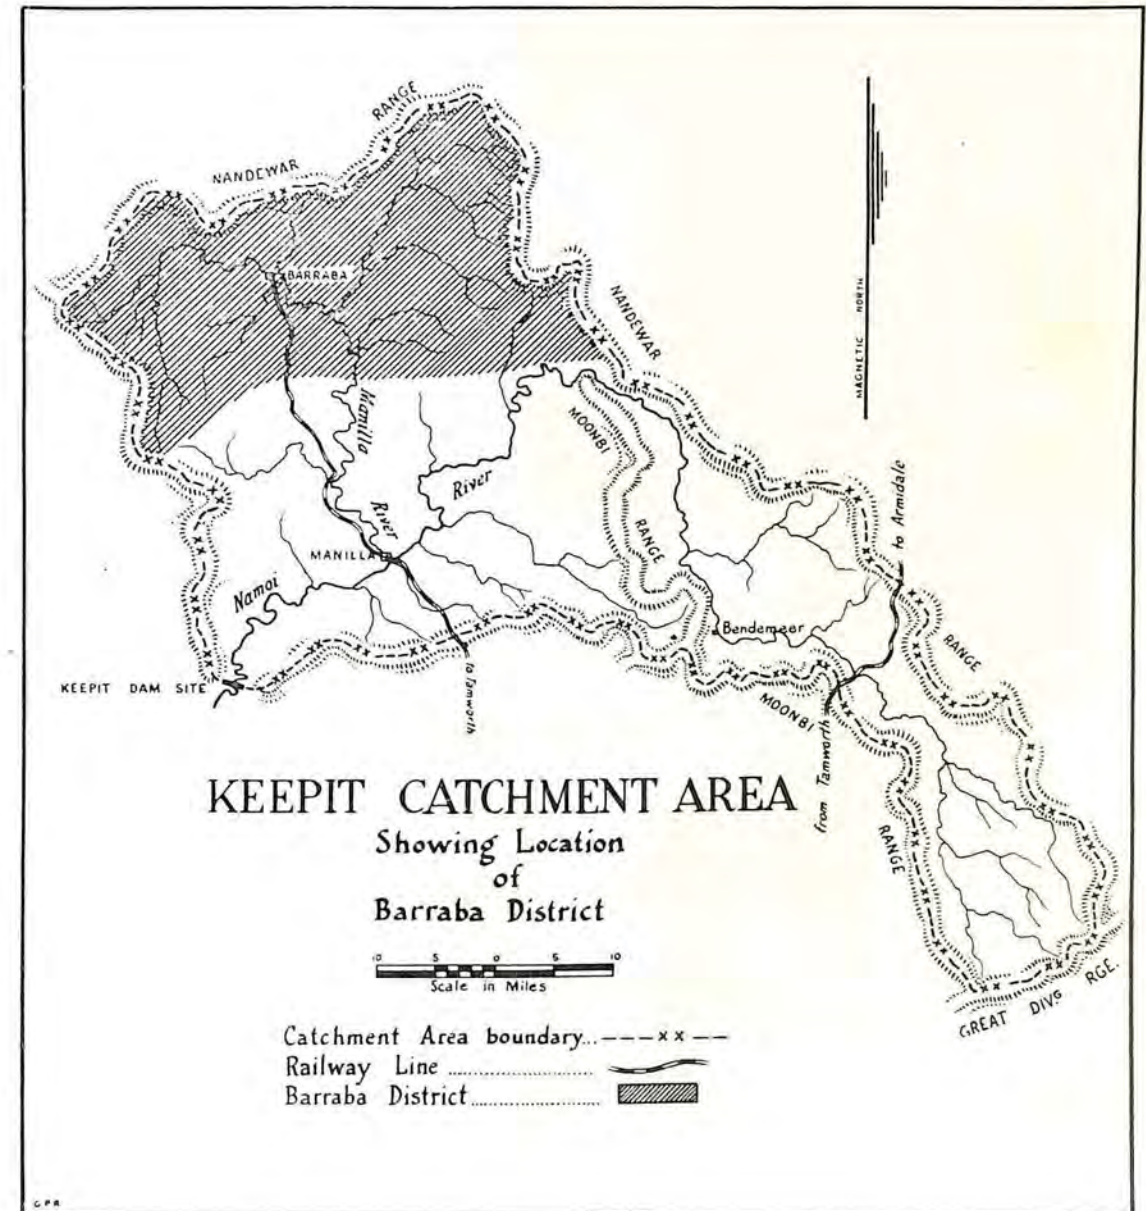 RANGE
NANDEWAR
BARRABA
NANDEWAR
MAGNETIC NORTH
Manilla
MOONBI
River
RANGE
to Armidale
River
MANILLA
Namoi
Bendemeer
RANGE
KEEPIT DAM SITE
to Tamworth
MOONBI
from Tamworth
RANGE
KEEPIT CATCHMENT AREA
Showing Location
of
Barraba District
10 5 0 5 10
Scale in Miles
GREAT DIVG RGE.
Catchment Area boundary...
Railway Line ....................
Barraba District....................